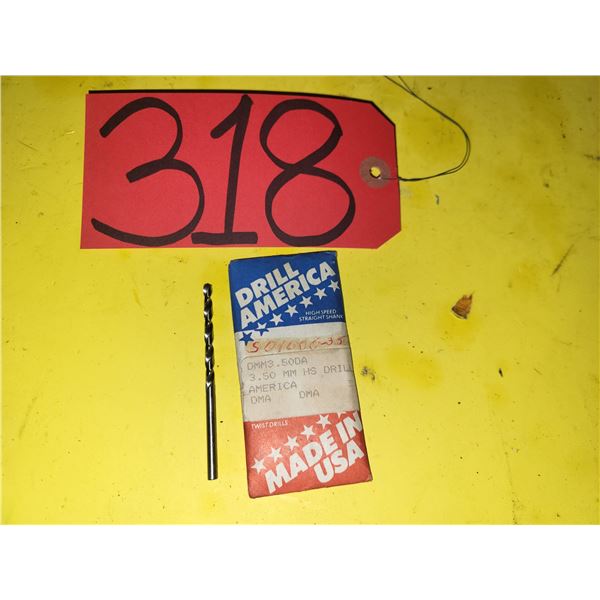 318
DRILL
AMERICA
HIGH SPEED
STRAIGHT SHANK
DMM3.50DA
3.50 MM HS DRILL
AMERICA
DMA DMA
TWIST DRILLS
MADE IN
USA